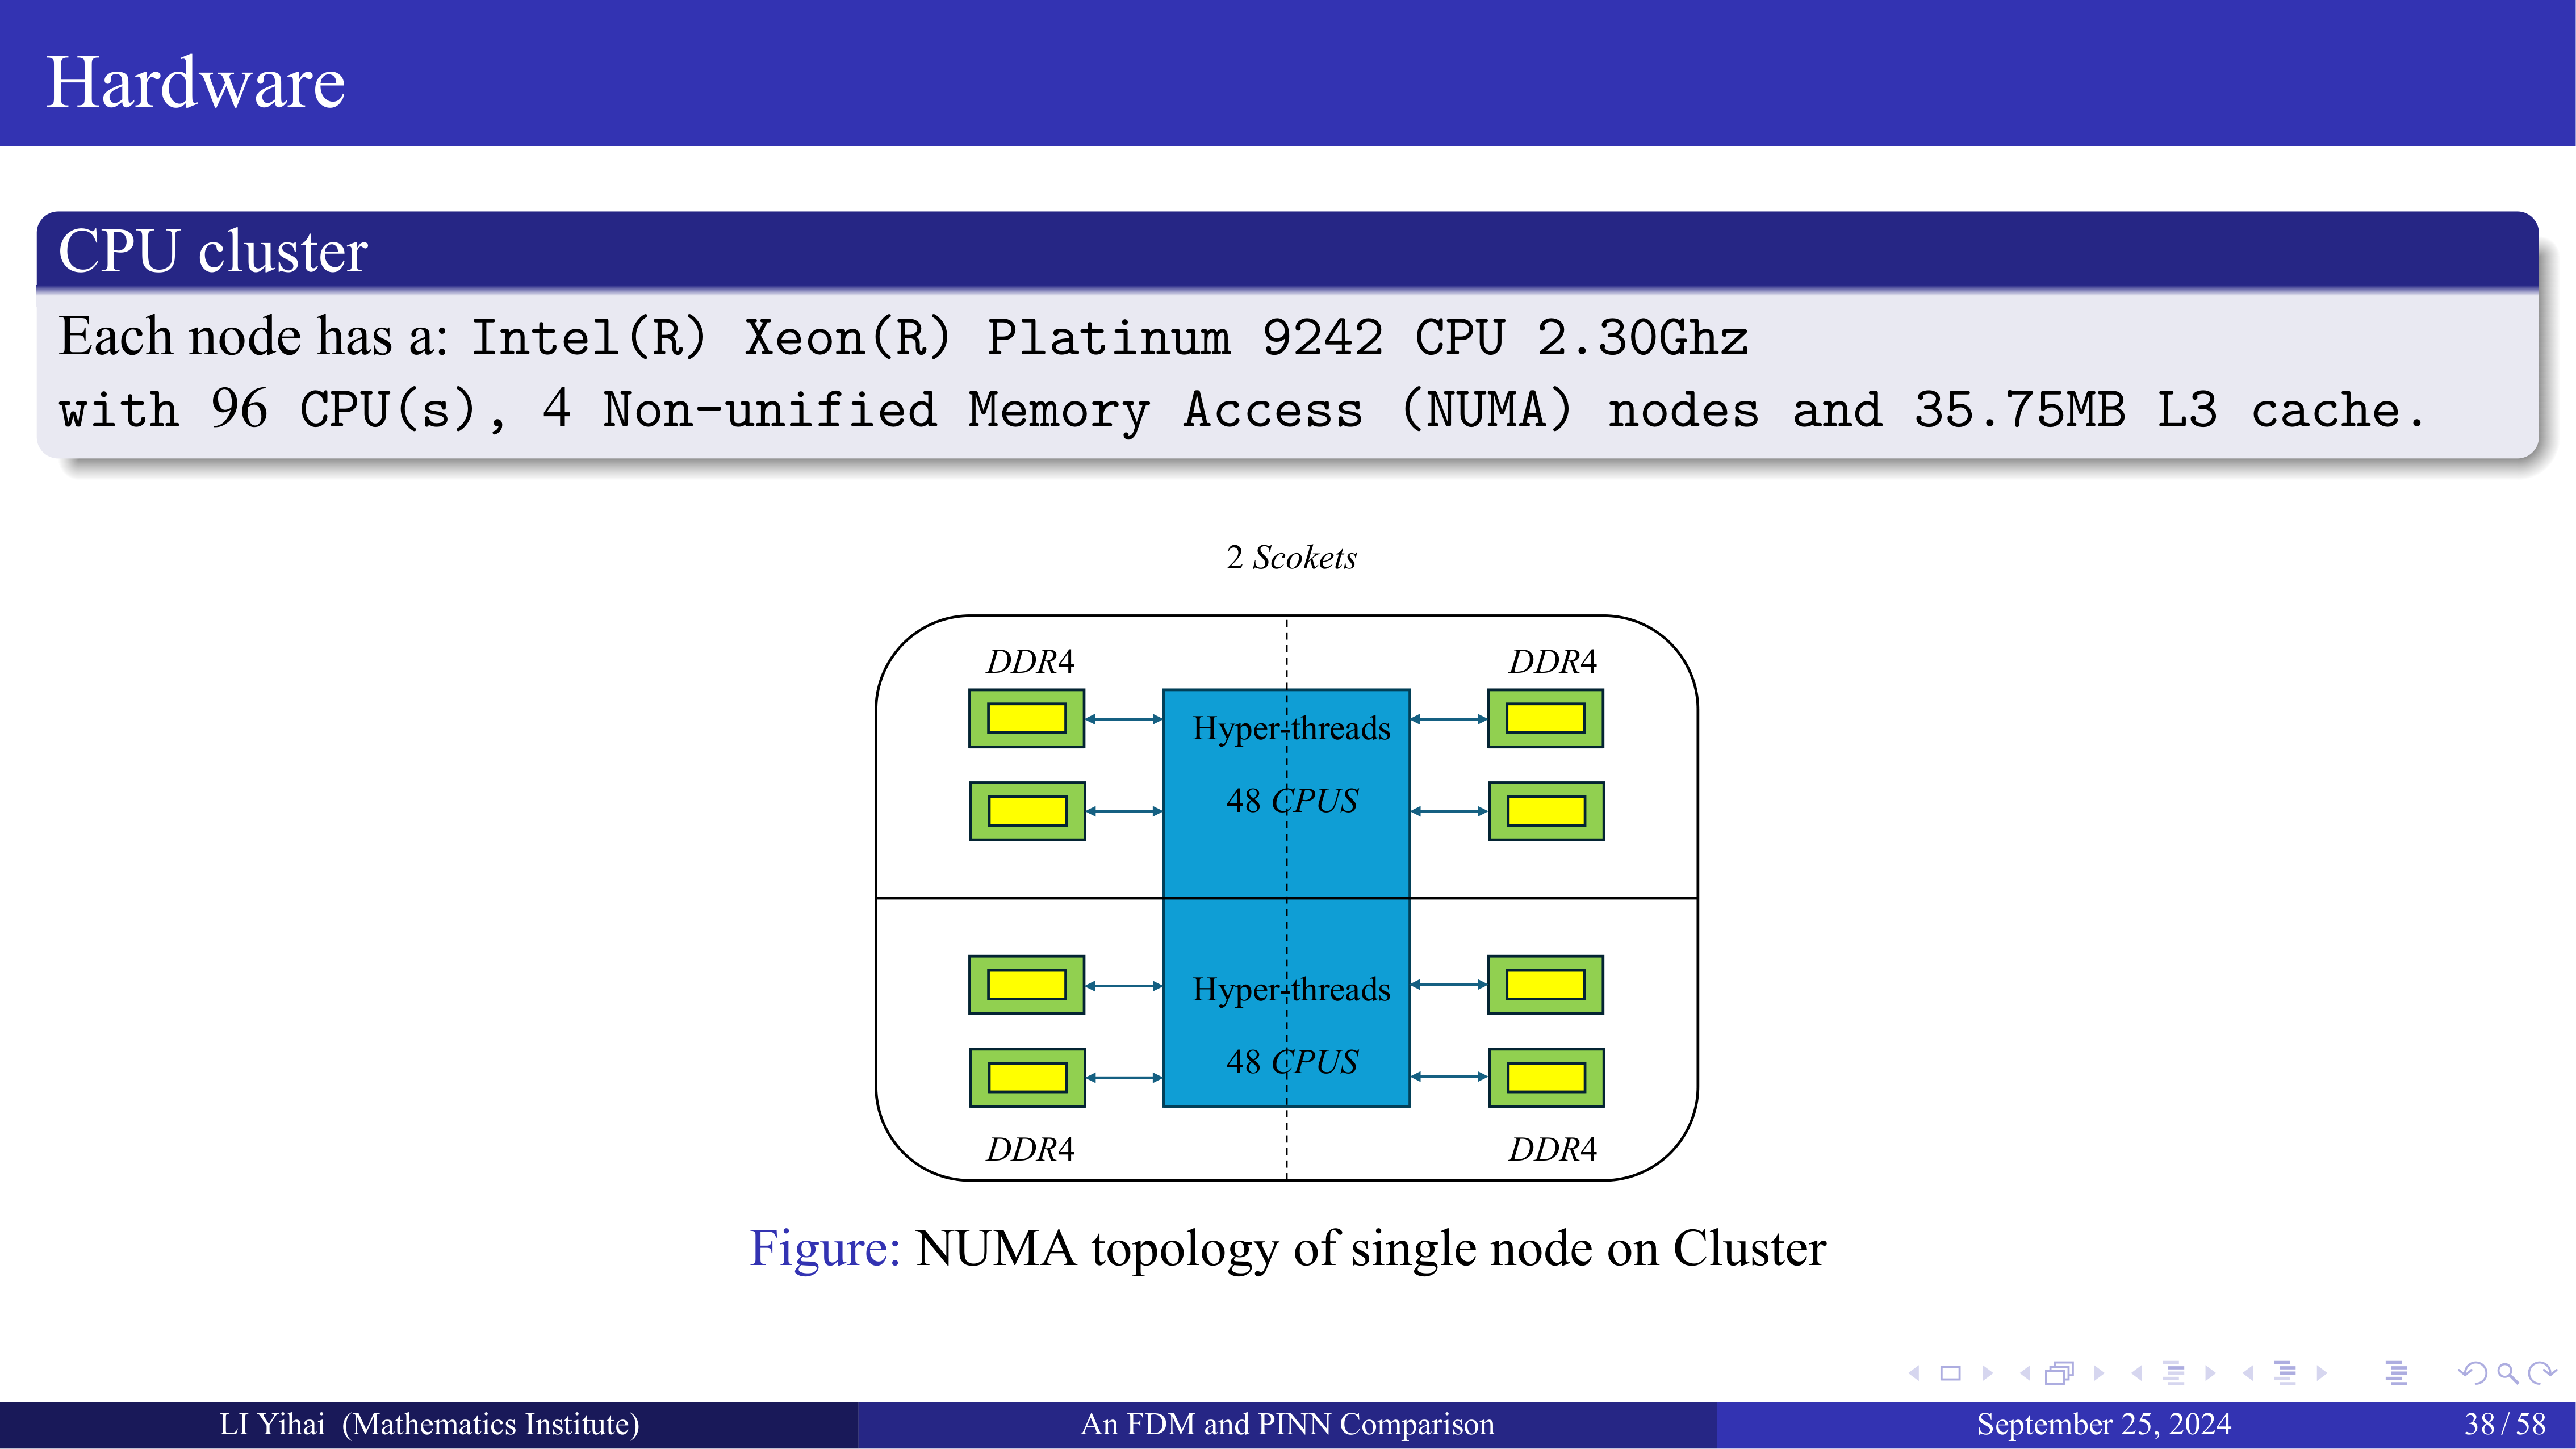 Hardware
CPU cluster
Each node has a: Intel(R) Xeon(R) Platinum 9242 CPU 2.30Ghz
with 96 CPU(s), 4 Non-unified Memory Access (NUMA) nodes and 35.75MB L3 cache.
2 Scokets
DDR4 DDR4
Hyper-threads
48 CPUS
Hyper-threads
48 CPUS
DDR4 DDR4
Figure: NUMA topology of single node on Cluster
LI Yihai (Mathematics Institute) An FDM and PINN Comparison September 25, 2024 38 / 58